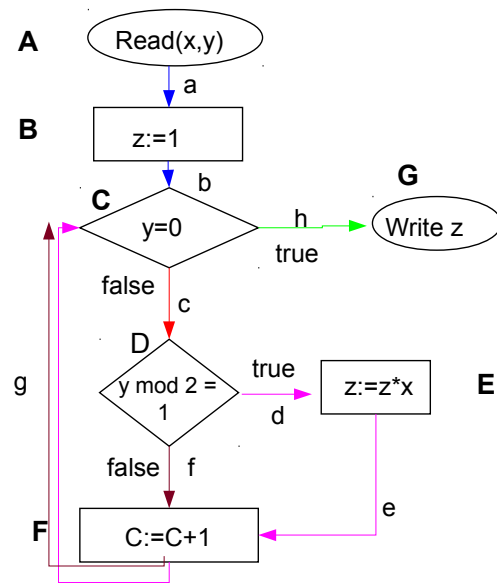 A
Read(x,y)
a
B
z:=1
b
C
G
y=0
h
Write z
true
false
c
D
g
y mod 2 =
1
true
d
z:=z*x
E
false
f
e
F
C:=C+1